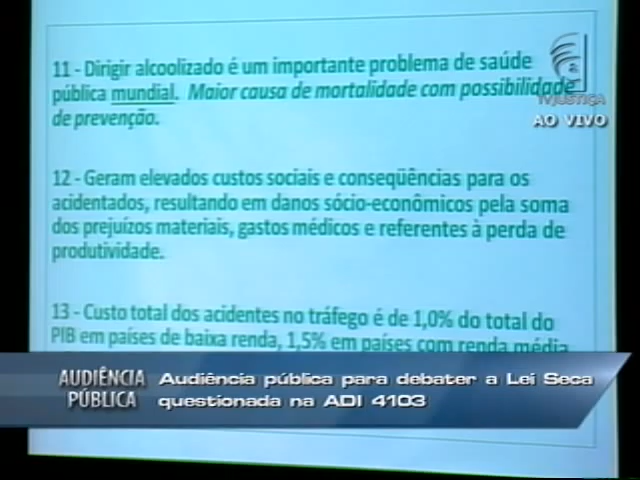 11 - Dirigir alcoolizado é um importante problema de saúde
pública mundial. Maior causa de mortalidade com possibilidade
de prevenção.
TV JUSTIÇA
AO VIVO
12 - Geram elevados custos sociais e conseqüências para os
acidentados, resultando em danos sócio-econômicos pela soma
dos prejuízos materiais, gastos médicos e referentes à perda de
produtividade.
13 - Custo total dos acidentes no tráfego é de 1,0% do total do
PIB em países de baixa renda, 1,5% em países com renda média
AUDIÊNCIA
PÚBLICA
Audiência pública para debater a Lei Seca
questionada na ADI 4103